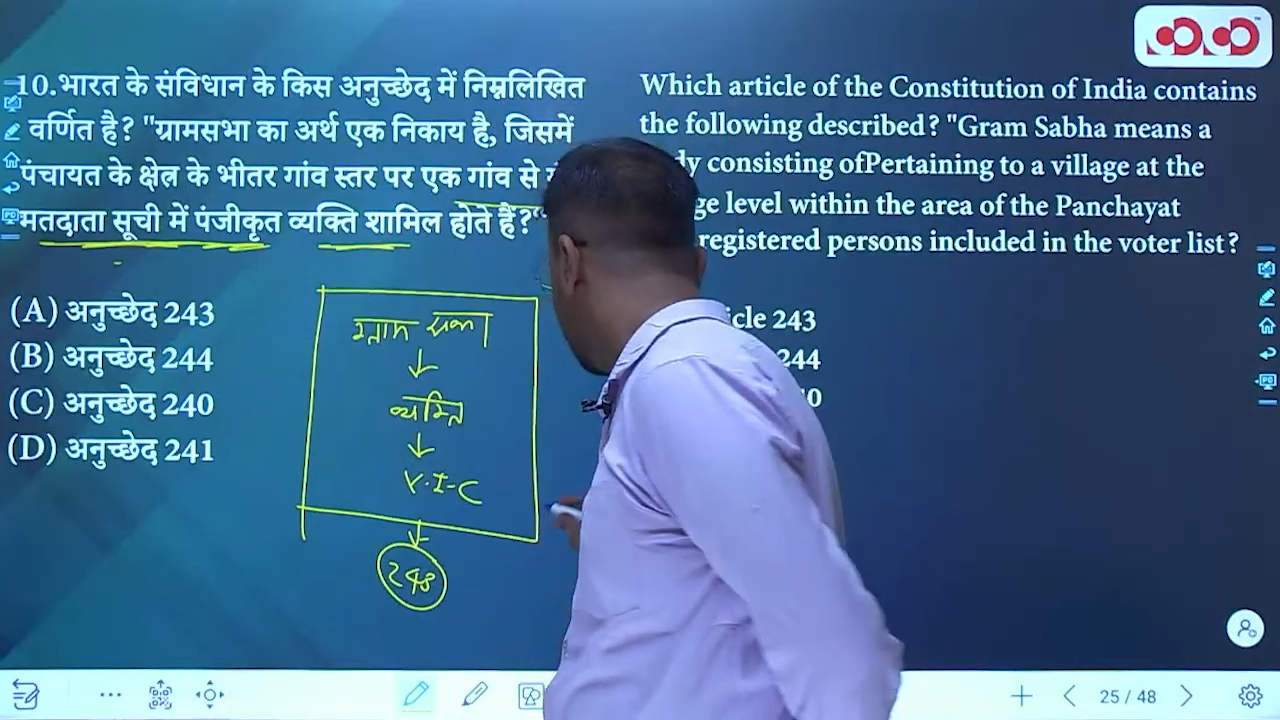 10.भारत के संविधान के किस अनुच्छेद में निम्नलिखित
वर्णित है? "ग्रामसभा का अर्थ एक निकाय है, जिसमें
पंचायत के क्षेत्र के भीतर गांव स्तर पर एक गांव से
मतदाता सूची में पंजीकृत व्यक्ति शामिल होते हैं?"
(A) अनुच्छेद 243
(B) अनुच्छेद 244
(C) अनुच्छेद 240
(D) अनुच्छेद 241
ग्राम सभा
व्यक्ति
V.I-C
243
Which article of the Constitution of India contains
the following described? "Gram Sabha means a
consisting ofPertaining to a village at the
level within the area of the Panchayat
registered persons included in the voter list?
243
244
25 / 48